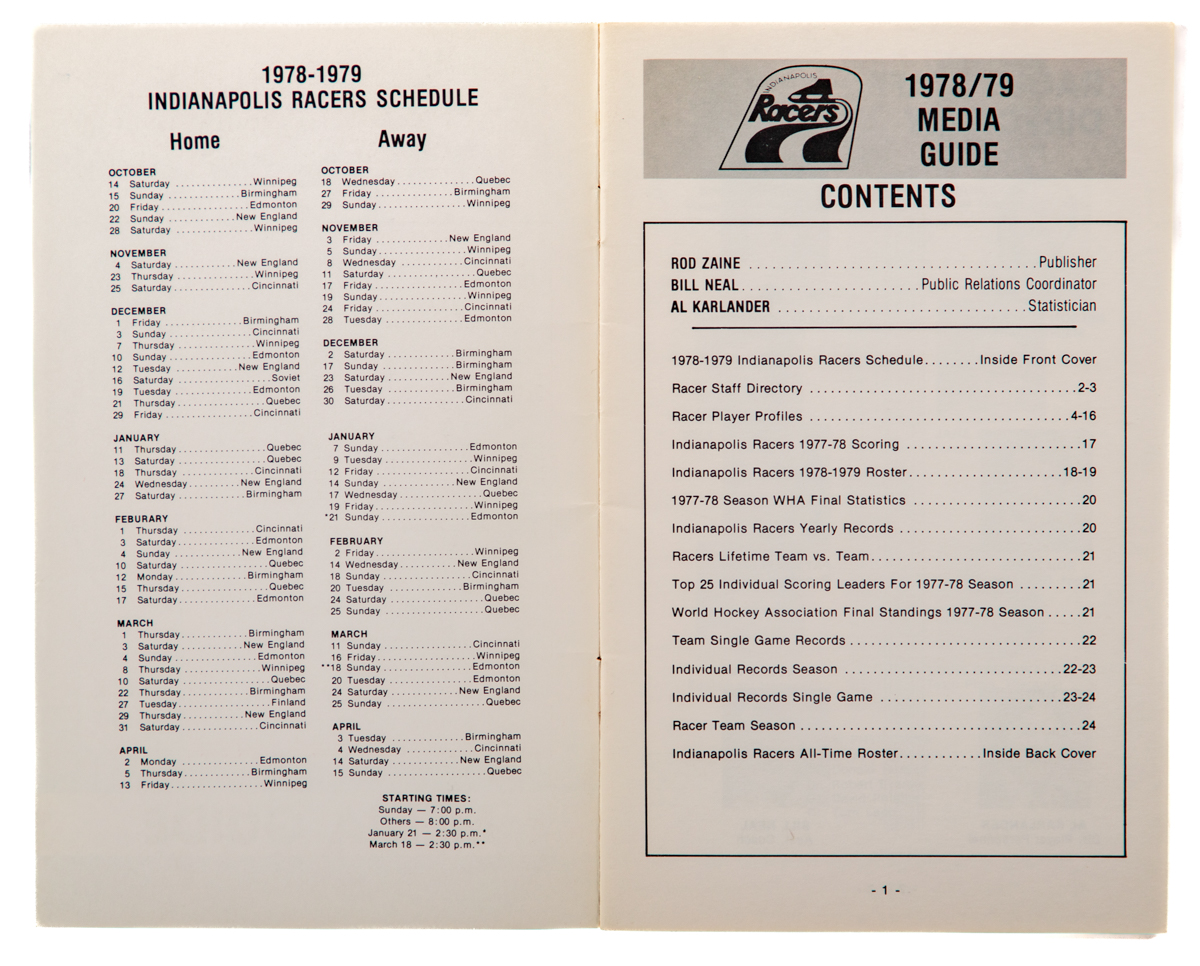 1978-1979
INDIANAPOLIS RACERS SCHEDULE
Home
OCTOBER
14 Saturday ..............Winnipeg
15 Sunday .............Birmingham
20 Friday ..............Edmonton
22 Sunday ............New England
28 Saturday ..............Winnipeg
NOVEMBER
4 Saturday ...........New England
23 Thursday .............Winnipeg
25 Saturday ............Cincinnati
DECEMBER
1 Friday ..............Birmingham
3 Sunday ..............Cincinnati
7 Thursday .............Winnipeg
10 Sunday ..............Edmonton
12 Tuesday ...........New England
16 Saturday ................Soviet
19 Tuesday .............Edmonton
21 Thursday ...............Quebec
29 Friday ...............Cincinnati
JANUARY
11 Thursday ...............Quebec
13 Saturday ...............Quebec
18 Thursday ............Cincinnati
24 Wednesday .........New England
27 Saturday ............Birmingham
FEBURARY
1 Thursday ............Cincinnati
3 Saturday .............Edmonton
4 Sunday ............New England
10 Saturday ...............Quebec
12 Monday .............Birmingham
15 Thursday ...............Quebec
17 Saturday .............Edmonton
MARCH
1 Thursday ...........Birmingham
3 Saturday ...........New England
4 Sunday ..............Edmonton
8 Thursday .............Winnipeg
10 Saturday ...............Quebec
22 Thursday ............Birmingham
27 Tuesday ...............Finland
29 Thursday ...........New England
31 Saturday .............Cincinnati
APRIL
2 Monday ..............Edmonton
5 Thursday ............Birmingham
13 Friday ...............Winnipeg
Away
OCTOBER
18 Wednesday .............Quebec
27 Friday ..............Birmingham
29 Sunday ...............Winnipeg
NOVEMBER
3 Friday .............New England
5 Sunday ...............Winnipeg
8 Wednesday ............Cincinnati
11 Saturday ...............Quebec
17 Friday ...............Edmonton
19 Sunday ...............Winnipeg
24 Friday ..............Cincinnati
28 Tuesday ..............Edmonton
DECEMBER
2 Saturday ............Birmingham
17 Sunday .............Birmingham
23 Saturday ...........New England
26 Tuesday ............Birmingham
30 Saturday .............Cincinnati
JANUARY
7 Sunday ...............Edmonton
9 Tuesday ..............Winnipeg
12 Friday ...............Cincinnati
14 Sunday ............New England
17 Wednesday .............Quebec
19 Friday ...............Winnipeg
*21 Sunday ...............Edmonton
FEBRUARY
2 Friday ................Winnipeg
14 Wednesday .........New England
18 Sunday ..............Cincinnati
20 Tuesday ............Birmingham
24 Saturday ...............Quebec
25 Sunday ................Quebec
MARCH
11 Sunday ..............Cincinnati
16 Friday ...............Winnipeg
**18 Sunday ...............Edmonton
20 Tuesday ..............Edmonton
24 Saturday ...........New England
25 Sunday ................Quebec
APRIL
3 Tuesday .............Birmingham
4 Wednesday ............Cincinnati
14 Saturday ...........New England
15 Sunday ................Quebec
STARTING TIMES:
Sunday — 7:00 p.m.
Others — 8:00 p.m.
January 21 — 2:30 p.m.*
March 18 — 2:30 p.m.**
INDIANAPOLIS
Racers
1978/79
MEDIA
GUIDE
CONTENTS
ROD ZAINE ....................................Publisher
BILL NEAL ......................Public Relations Coordinator
AL KARLANDER ...............................Statistician
1978-1979 Indianapolis Racers Schedule........Inside Front Cover
Racer Staff Directory .................................2-3
Racer Player Profiles .................................4-16
Indianapolis Racers 1977-78 Scoring ......................17
Indianapolis Racers 1978-1979 Roster....................18-19
1977-78 Season WHA Final Statistics ......................20
Indianapolis Racers Yearly Records .......................20
Racers Lifetime Team vs. Team...........................21
Top 25 Individual Scoring Leaders For 1977-78 Season ........21
World Hockey Association Final Standings 1977-78 Season .....21
Team Single Game Records .............................22
Individual Records Season .............................22-23
Individual Records Single Game ........................23-24
Racer Team Season ...................................24
Indianapolis Racers All-Time Roster...........Inside Back Cover
- 1 -